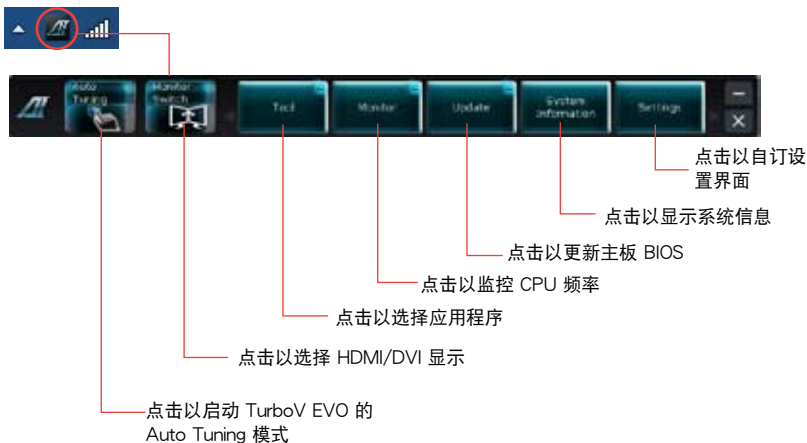 Auto
Tuning
Monitor
Switch
Tool
Monitor
Update
System
Information
Settings
点击以自订设
置界面
点击以显示系统信息
点击以更新主板 BIOS
点击以监控 CPU 频率
点击以选择应用程序
点击以选择 HDMI/DVI 显示
点击以启动 TurboV EVO 的
Auto Tuning 模式